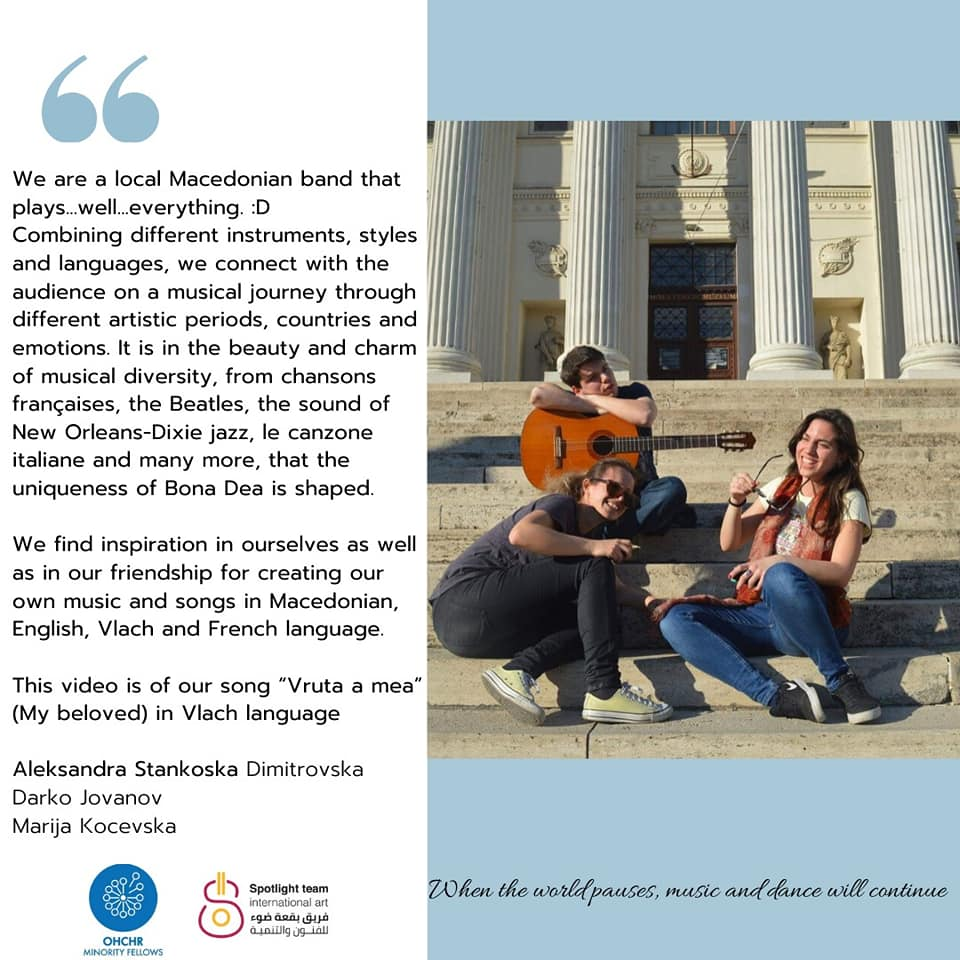 We are a local Macedonian band that
plays...well...everything. :D
Combining different instruments, styles
and languages, we connect with the
audience on a musical journey through
different artistic periods, countries and
emotions. It is in the beauty and charm
of musical diversity, from chansons
françaises, the Beatles, the sound of
New Orleans-Dixie jazz, le canzone
italiane and many more, that the
uniqueness of Bona Dea is shaped.
We find inspiration in ourselves as well
as in our friendship for creating our
own music and songs in Macedonian,
English, Vlach and French language.
This video is of our song “Vruta a mea”
(My beloved) in Vlach language
Aleksandra Stankoska Dimitrovska
Darko Jovanov
Marija Kocevska
OHCHR
MINORITY FELLOWS
Spotlight team
international art
فريق بقعة ضوء
للفنــون والتنميـة
MÓRA FERENC MÚZEUM
When the world pauses, music and dance will continue